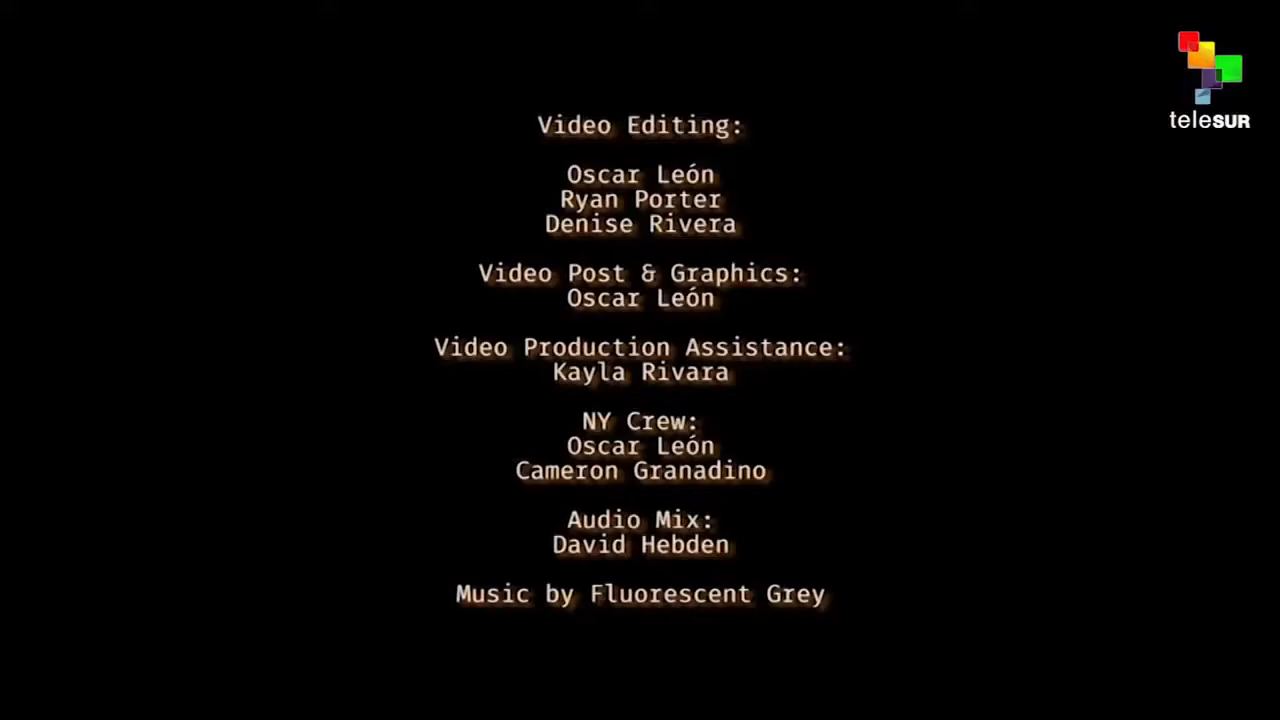 teleSUR
Video Editing:
Oscar León
Ryan Porter
Denise Rivera
Video Post & Graphics:
Oscar León
Video Production Assistance:
Kayla Rivara
NY Crew:
Oscar León
Cameron Granadino
Audio Mix:
David Hebden
Music by Fluorescent Grey